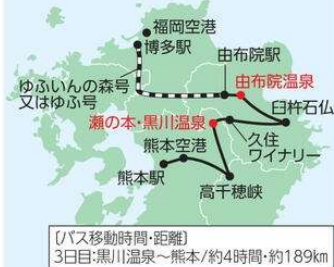 福岡空港
博多駅
由布院駅
ゆふいんの森号
又はゆふ号
由布院温泉
臼杵石仏
瀬の本・黒川温泉
久住
ワイナリー
熊本空港
熊本駅
高千穂峡
〔バス移動時間・距離〕
3日目:黒川温泉～熊本/約4時間・約189km